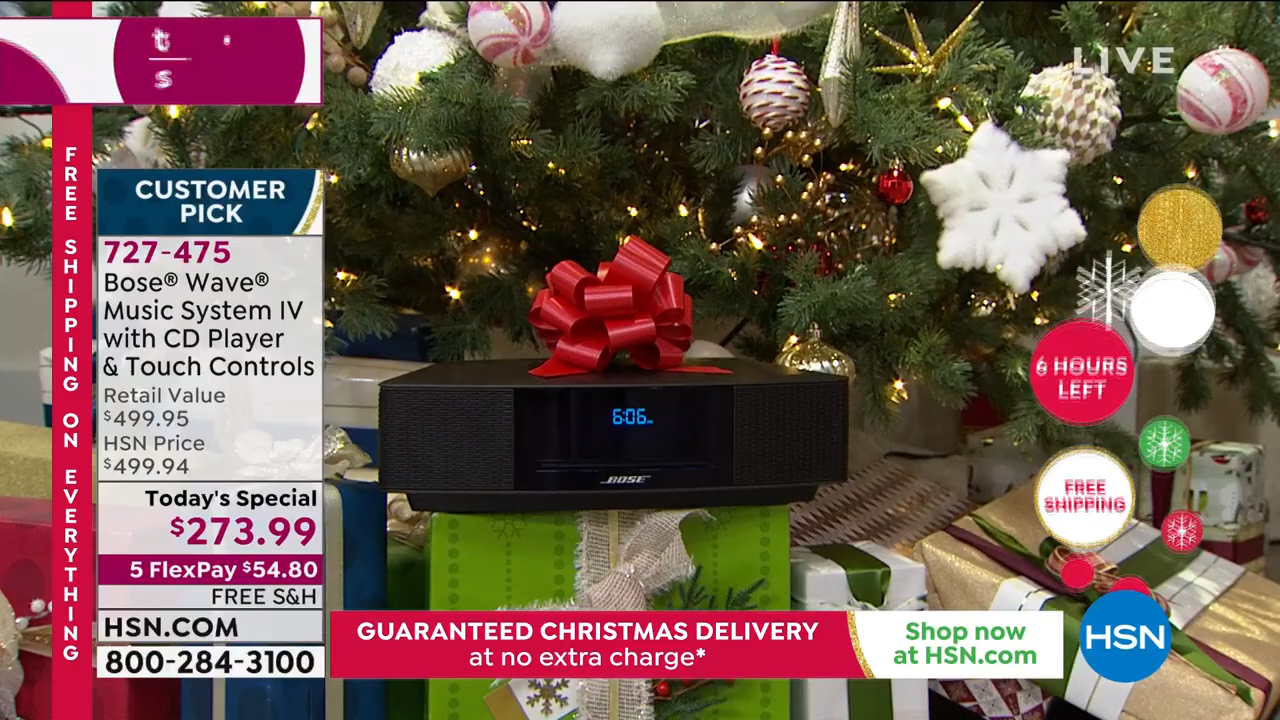 t
s
LIVE
FREE SHIPPING ON EVERYTHING
CUSTOMER
PICK
727-475
Bose® Wave®
Music System IV
with CD Player
& Touch Controls
Retail Value
$499.95
HSN Price
$499.94
Today's Special
$273.99
5 FlexPay $54.80
FREE S&H
HSN.COM
800-284-3100
6:06
BOSE
6 HOURS
LEFT
FREE
SHIPPING
GUARANTEED CHRISTMAS DELIVERY
at no extra charge*
Shop now
at HSN.com
HSN